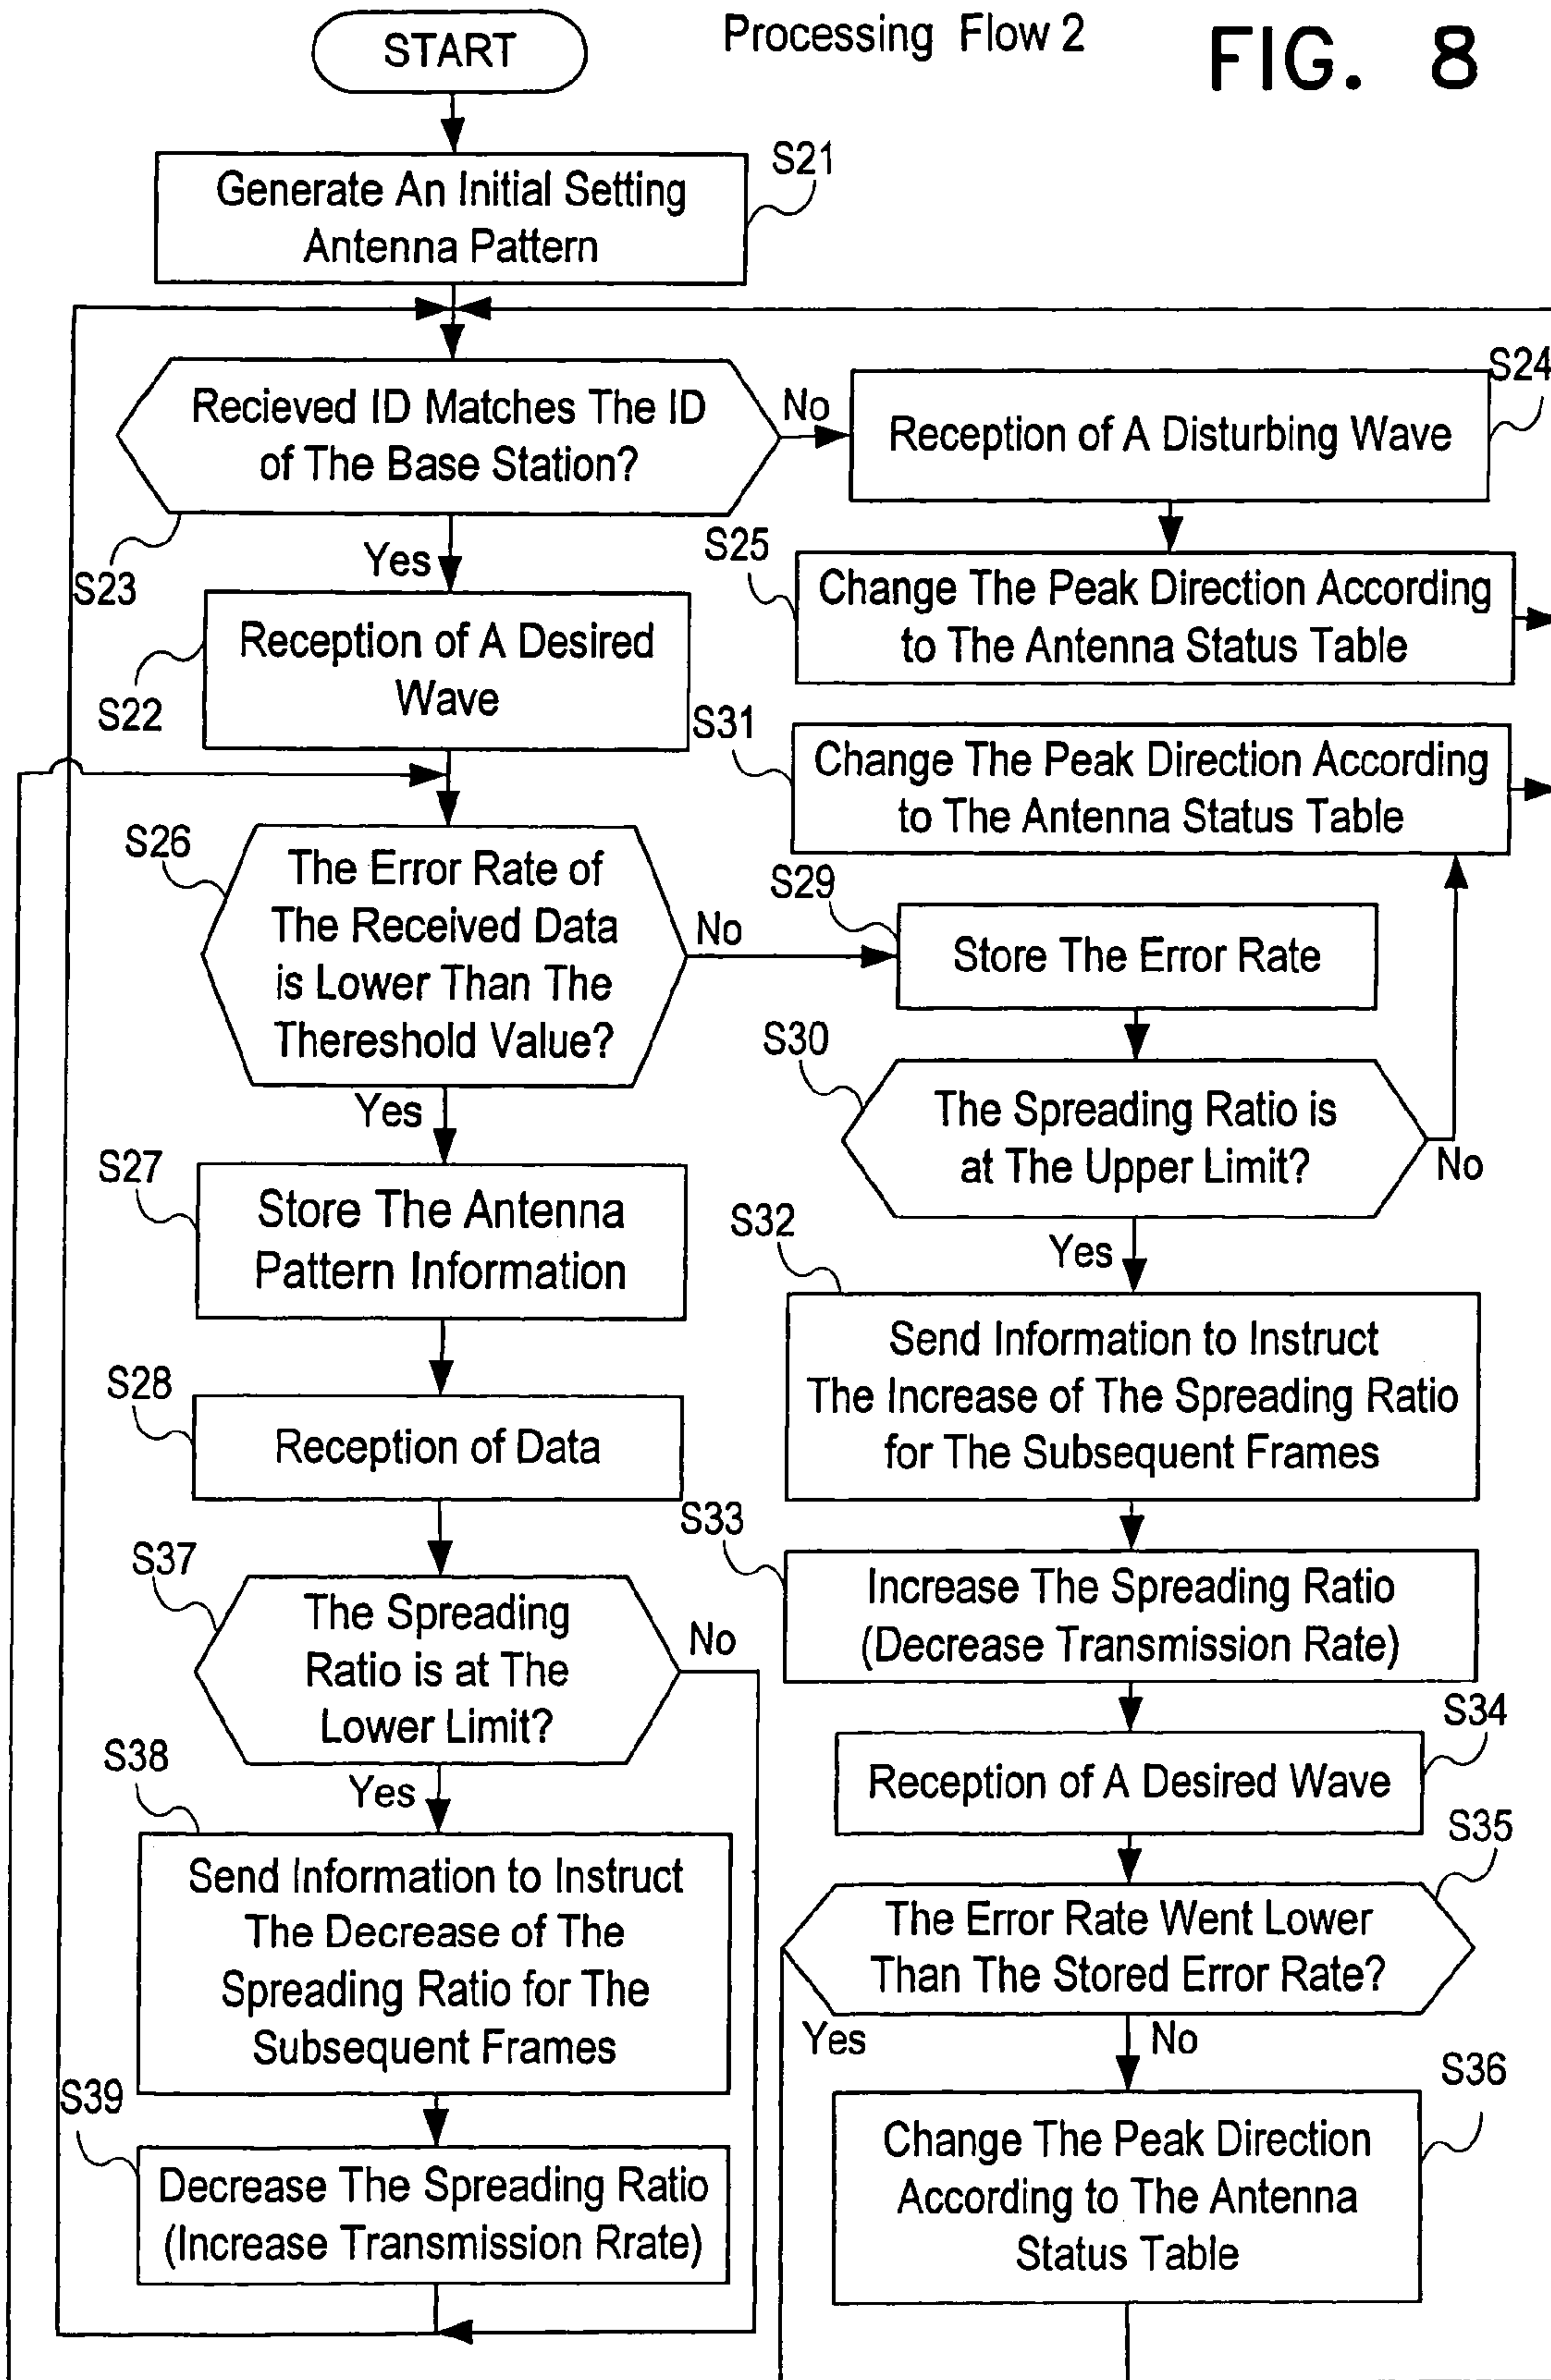 START
Processing Flow 2
FIG. 8
S21
Generate An Initial Setting
Antenna Pattern
Recieved ID Matches The ID
of The Base Station?
No
S23
Yes
S24
Reception of A Disturbing Wave
S25
Change The Peak Direction According
to The Antenna Status Table
Reception of A Desired
Wave
S22
S31
Change The Peak Direction According
to The Antenna Status Table
S26
The Error Rate of
The Received Data
is Lower Than The
Thereshold Value?
No
Yes
S29
Store The Error Rate
S30
The Spreading Ratio is
at The Upper Limit?
No
Yes
S27
Store The Antenna
Pattern Information
S32
Send Information to Instruct
The Increase of The Spreading Ratio
for The Subsequent Frames
S28
Reception of Data
S33
Increase The Spreading Ratio
(Decrease Transmission Rate)
S37
The Spreading
Ratio is at The
Lower Limit?
No
Yes
S34
Reception of A Desired Wave
S38
Send Information to Instruct
The Decrease of The
Spreading Ratio for The
Subsequent Frames
S35
The Error Rate Went Lower
Than The Stored Error Rate?
Yes
No
S39
Decrease The Spreading Ratio
(Increase Transmission Rrate)
S36
Change The Peak Direction
According to The Antenna
Status Table